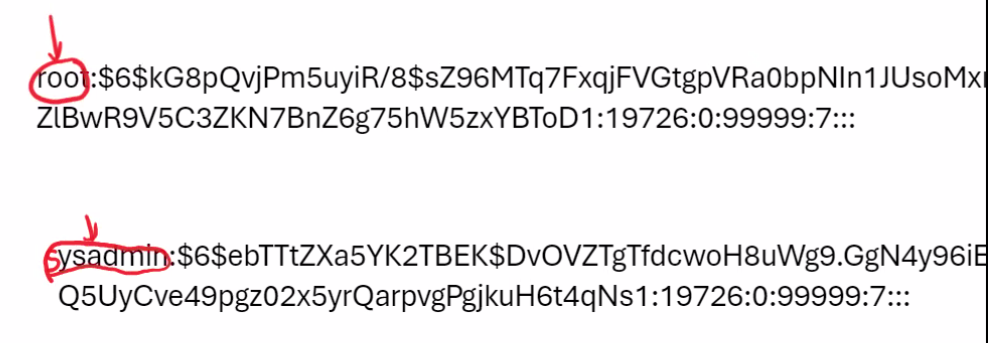 root:$6$kG8pQvjPm5uyiR/8$sZ96MTq7FxqjFVGtgpVRa0bpNIn1JUsoMx
ZlBwR9V5C3ZKN7BnZ6g75hW5zxYBToD1:19726:0:99999:7:::
sysadmin:$6$ebTTtZXa5YK2TBEK$DvOVZTgTfdcwoH8uWg9.GgN4y96iE
Q5UyCve49pgz02x5yrQarpvgPgjkuH6t4qNs1:19726:0:99999:7:::